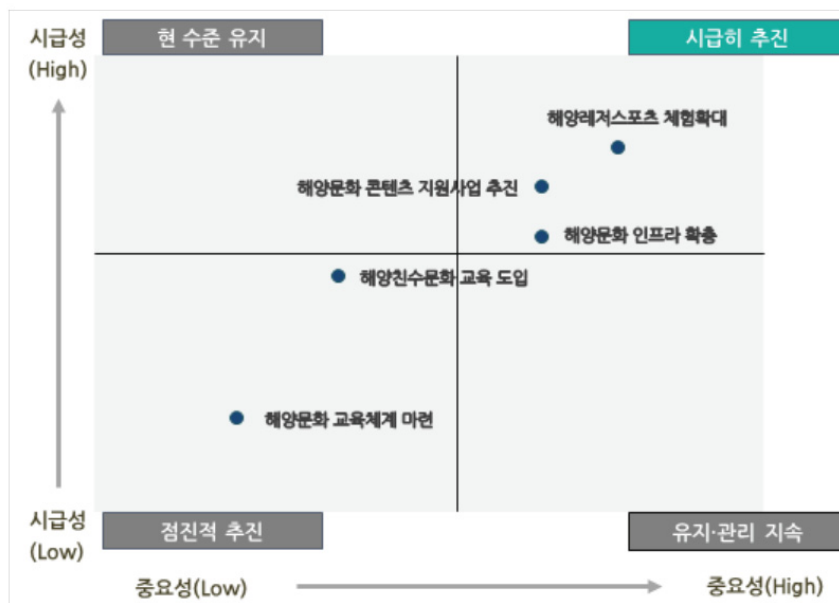 시급성
(High)
현 수준 유지
시급히 추진
해양레저스포츠 체험확대
해양문화 콘텐츠 지원사업 추진
해양문화 인프라 확충
해양친수문화 교육 도입
해양문화 교육체계 마련
시급성
(Low)
점진적 추진
유지·관리 지속
중요성(Low)
중요성(High)